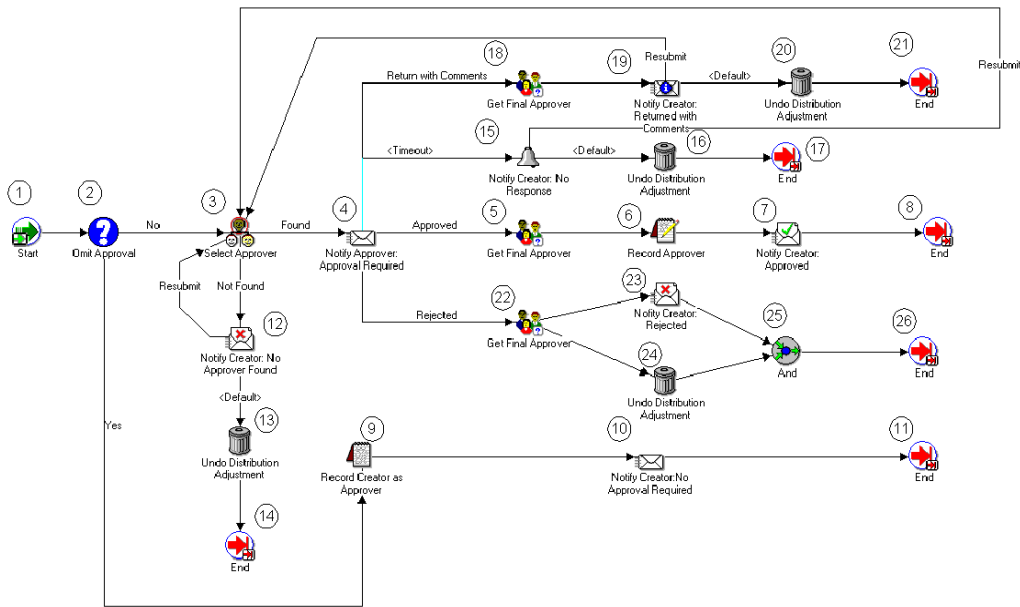 18
19
20
21
Resubmit
Resubmit
Return with Comments
<Default>
Get Final Approver
Notify Creator:
Returned with
Comments
Undo Distribution
Adjustment
End
15
16
17
<Timeout>
<Default>
Notify Creator: No
Response
Undo Distribution
Adjustment
End
1
2
3
4
5
6
7
8
No
Found
Approved
Start
Omit Approval
Select Approver
Notify Approver:
Approval Required
Get Final Approver
Record Approver
Notify Creator:
Approved
End
Resubmit
Not Found
22
23
25
26
Rejected
Get Final Approver
Notify Creator:
Rejected
12
Notify Creator: No
Approver Found
24
And
End
Undo Distribution
Adjustment
<Default>
13
Undo Distribution
Adjustment
Yes
9
10
11
Record Creator as
Approver
Notify Creator:No
Approval Required
End
14
End